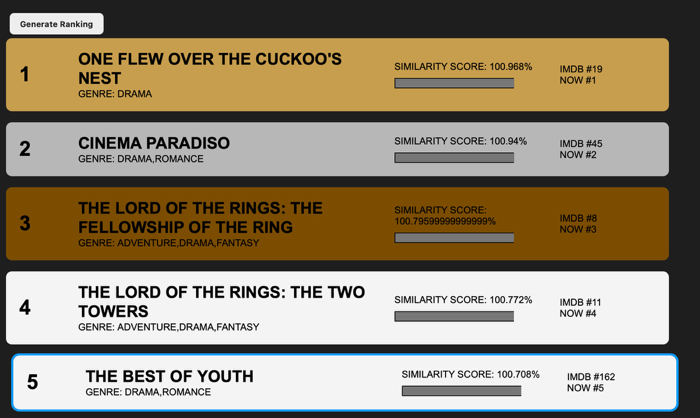 Generate Ranking
1
ONE FLEW OVER THE CUCKOO'S
NEST
GENRE: DRAMA
SIMILARITY SCORE: 100.968%
IMDB #19
NOW #1
2
CINEMA PARADISO
GENRE: DRAMA,ROMANCE
SIMILARITY SCORE: 100.94%
IMDB #45
NOW #2
3
THE LORD OF THE RINGS: THE
FELLOWSHIP OF THE RING
GENRE: ADVENTURE,DRAMA,FANTASY
SIMILARITY SCORE:
100.79599999999999%
IMDB #8
NOW #3
4
THE LORD OF THE RINGS: THE TWO
TOWERS
GENRE: ADVENTURE,DRAMA,FANTASY
SIMILARITY SCORE: 100.772%
IMDB #11
NOW #4
5
THE BEST OF YOUTH
GENRE: DRAMA,ROMANCE
SIMILARITY SCORE: 100.708%
IMDB #162
NOW #5